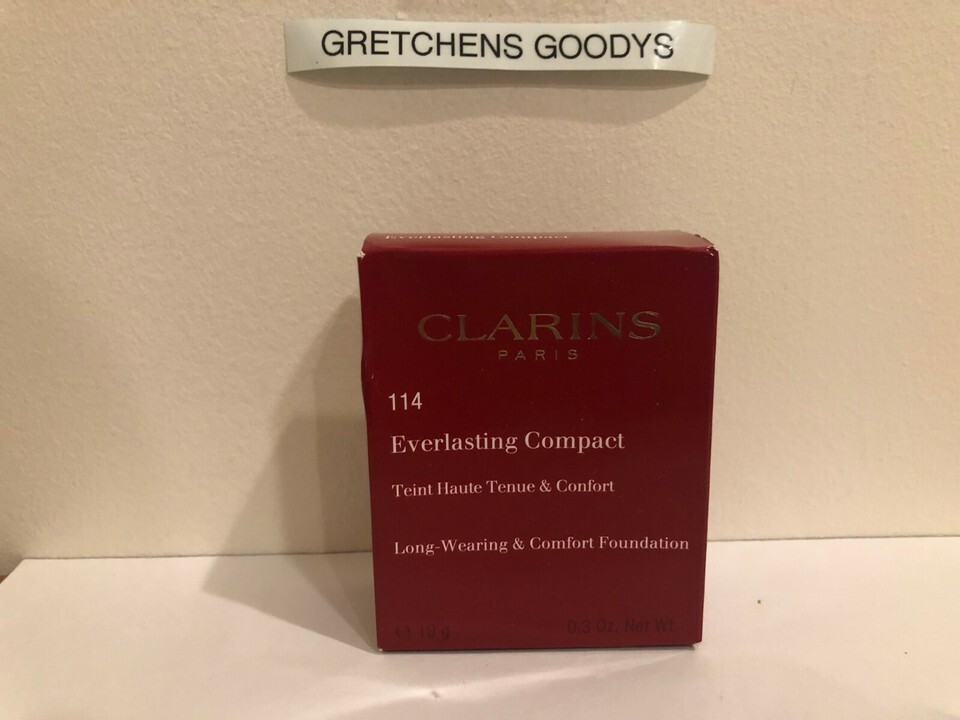 GRETCHENS GOODYS
Everlasting Compact
CLARINS
PARIS
114
Everlasting Compact
Teint Haute Tenue & Confort
Long-Wearing & Comfort Foundation
℮ 10 g 0.3 Oz. Net Wt.